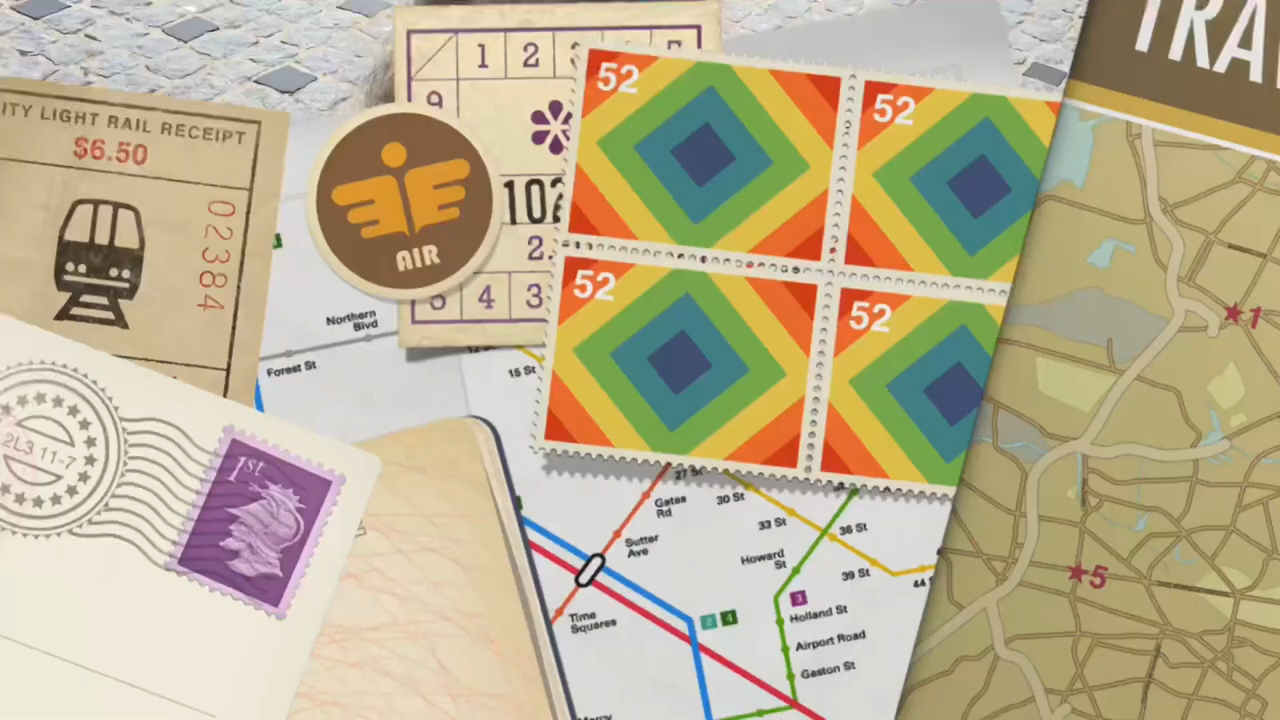 TRA
1 2
9
CITY LIGHT RAIL RECEIPT
$6.50
02384
AIR
102
2.
5 4 3
52
52
52
52
Northern
Blvd
Forest St
15 St
1st
2L3 11-7
27 St
Gates
Rd
30 St
33 St
36 St
39 St
44 S
Sutter
Ave
Howard
St
Time
Squares
2 4
3
Holland St
Airport Road
Gaston St
1
5